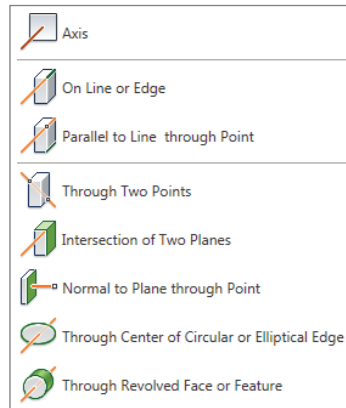 Axis
On Line or Edge
Parallel to Line through Point
Through Two Points
Intersection of Two Planes
Normal to Plane through Point
Through Center of Circular or Elliptical Edge
Through Revolved Face or Feature